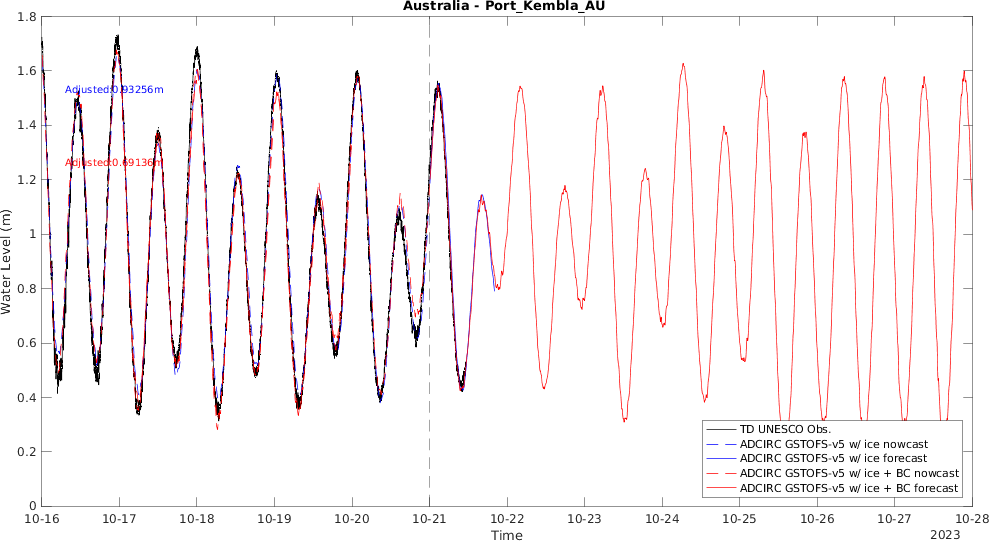 Australia - Port_Kembla_AU
1.8
1.6
1.4
1.2
1
0.8
0.6
0.4
0.2
0
Water Level (m)
Adjusted:0.93256m
Adjusted:0.69136m
TD UNESCO Obs.
ADCIRC GSTOFS-v5 w/ ice nowcast
ADCIRC GSTOFS-v5 w/ ice forecast
ADCIRC GSTOFS-v5 w/ ice + BC nowcast
ADCIRC GSTOFS-v5 w/ ice + BC forecast
10-16 10-17 10-18 10-19 10-20 10-21 10-22 10-23 10-24 10-25 10-26 10-27 10-28
Time
2023